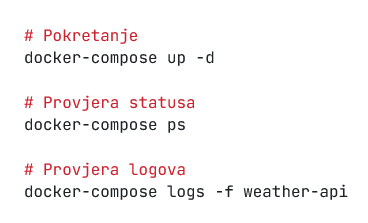 # Pokretanje
docker-compose up -d
# Provjera statusa
docker-compose ps
# Provjera logova
docker-compose logs -f weather-api